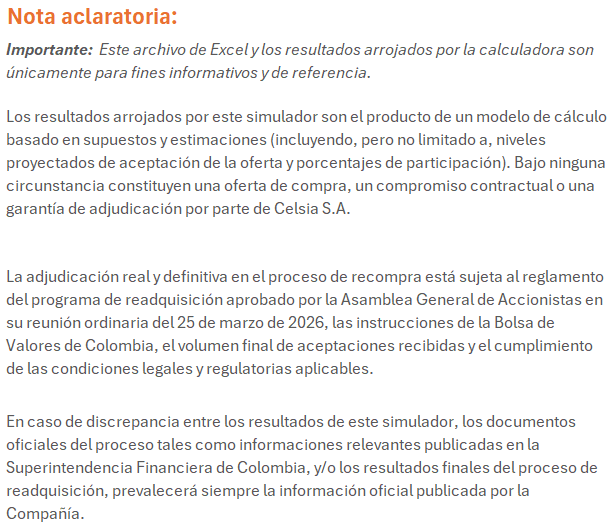 Nota aclaratoria:
Importante: Este archivo de Excel y los resultados arrojados por la calculadora son
únicamente para fines informativos y de referencia.
Los resultados arrojados por este simulador son el producto de un modelo de cálculo
basado en supuestos y estimaciones (incluyendo, pero no limitado a, niveles
proyectados de aceptación de la oferta y porcentajes de participación). Bajo ninguna
circunstancia constituyen una oferta de compra, un compromiso contractual o una
garantía de adjudicación por parte de Celsia S.A.
La adjudicación real y definitiva en el proceso de recompra está sujeta al reglamento
del programa de readquisición aprobado por la Asamblea General de Accionistas en
su reunión ordinaria del 25 de marzo de 2026, las instrucciones de la Bolsa de
Valores de Colombia, el volumen final de aceptaciones recibidas y el cumplimiento
de las condiciones legales y regulatorias aplicables.
En caso de discrepancia entre los resultados de este simulador, los documentos
oficiales del proceso tales como informaciones relevantes publicadas en la
Superintendencia Financiera de Colombia, y/o los resultados finales del proceso de
readquisición, prevalecerá siempre la información oficial publicada por la
Compañía.